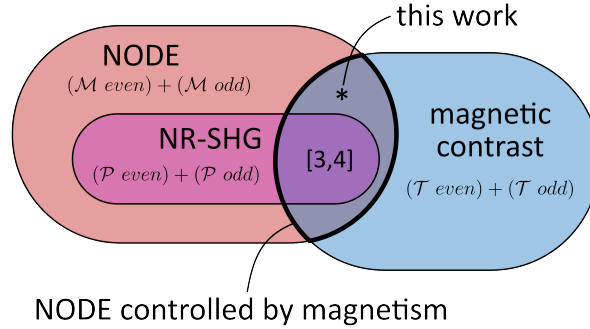 this work
NODE
(M even) + (M odd)
*
magnetic
contrast
NR-SHG
[3,4]
(P even) + (P odd)
(T even) + (T odd)
NODE controlled by magnetism